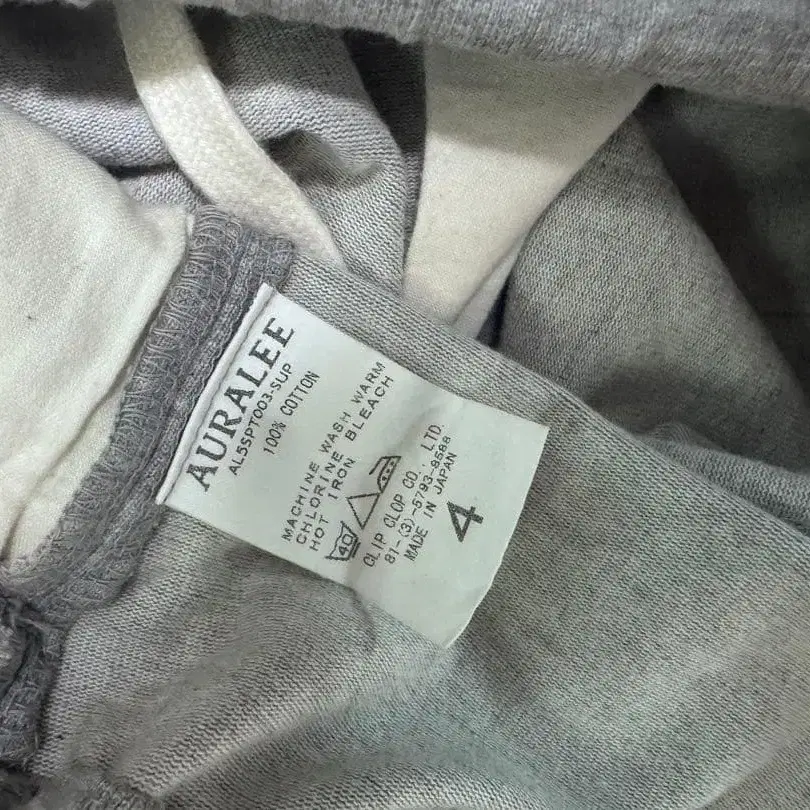 AURALEE
AL5SPT003-SUP
100% COTTON
MACHINE WASH WARM
CHLORINE BLEACH
HOT IRON
40
CLIP CLOP CO., LTD.
81-(3)-5793-8588
MADE IN JAPAN
4